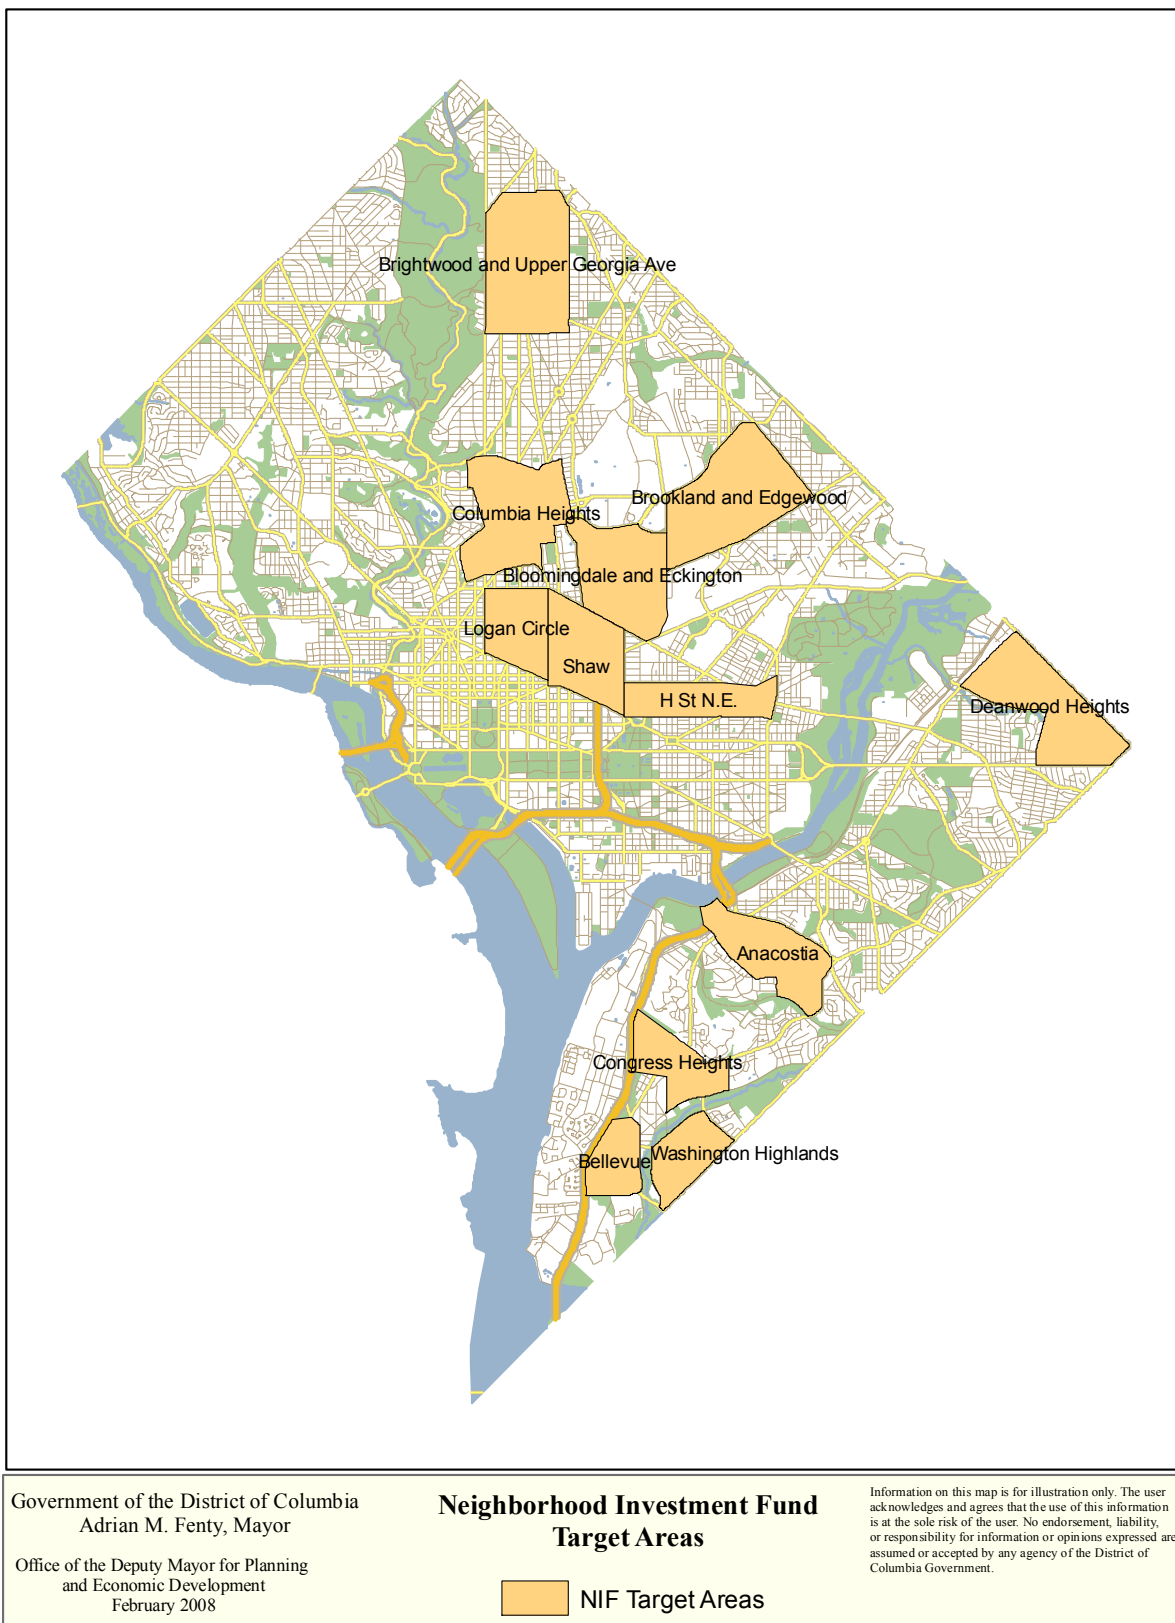 Brightwood and Upper Georgia Ave
Brookland and Edgewood
Columbia Heights
Bloomingdale and Eckington
Logan Circle
Shaw
H St N.E.
Deanwood Heights
Anacostia
Congress Heights
Washington Highlands
Bellevue
Government of the District of Columbia
Adrian M. Fenty, Mayor
Office of the Deputy Mayor for Planning
and Economic Development
February 2008
Neighborhood Investment Fund
Target Areas
NIF Target Areas
Information on this map is for illustration only. The user
acknowledges and agrees that the use of this information
is at the sole risk of the user. No endorsement, liability,
or responsibility for information or opinions expressed are
assumed or accepted by any agency of the District of
Columbia Government.